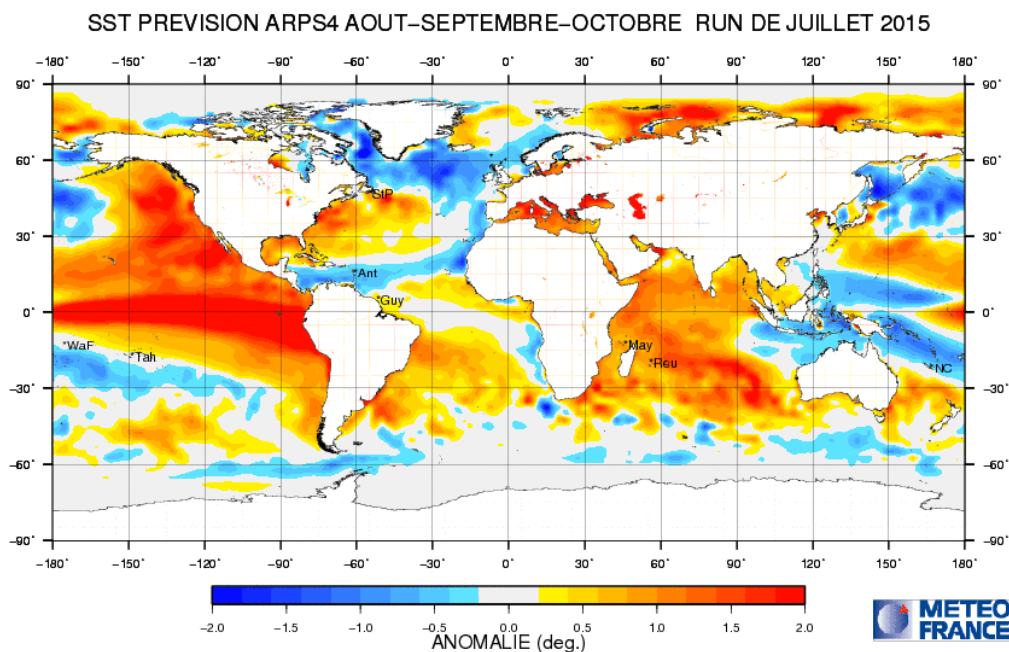 SST PREVISION ARPS4 AOUT−SEPTEMBRE−OCTOBRE RUN DE JUILLET 2015
−180˚ −150˚ −120˚ −90˚ −60˚ −30˚ 0˚ 30˚ 60˚ 90˚ 120˚ 150˚ 180˚
90˚ 90˚
60˚ 60˚
StP
30˚ 30˚
Ant
Guy
0˚ 0˚
WaF Tah May Reu NC
−30˚ −30˚
−60˚ −60˚
−90˚ −90˚
−180˚ −150˚ −120˚ −90˚ −60˚ −30˚ 0˚ 30˚ 60˚ 90˚ 120˚ 150˚ 180˚
−2.0 −1.5 −1.0 −0.5 0.0 0.5 1.0 1.5 2.0
ANOMALIE (deg.)
METEO
FRANCE